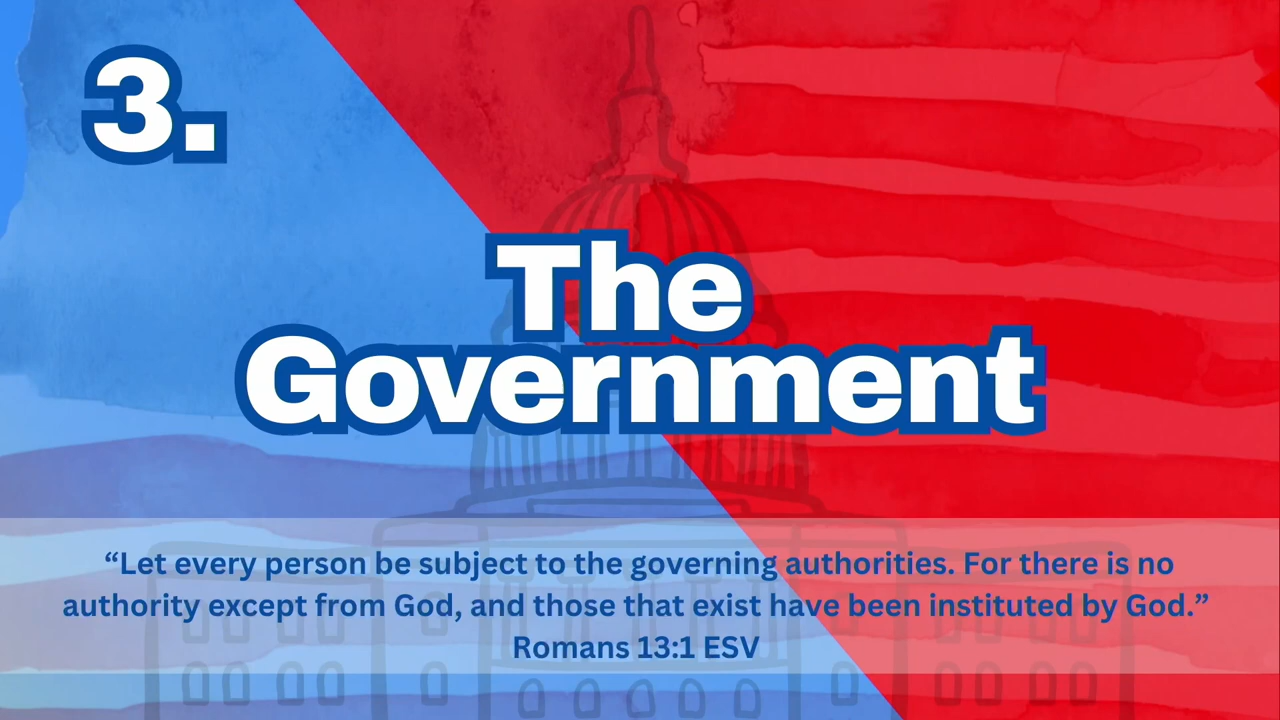 3.
The
Government
“Let every person be subject to the governing authorities. For there is no
authority except from God, and those that exist have been instituted by God.”
Romans 13:1 ESV